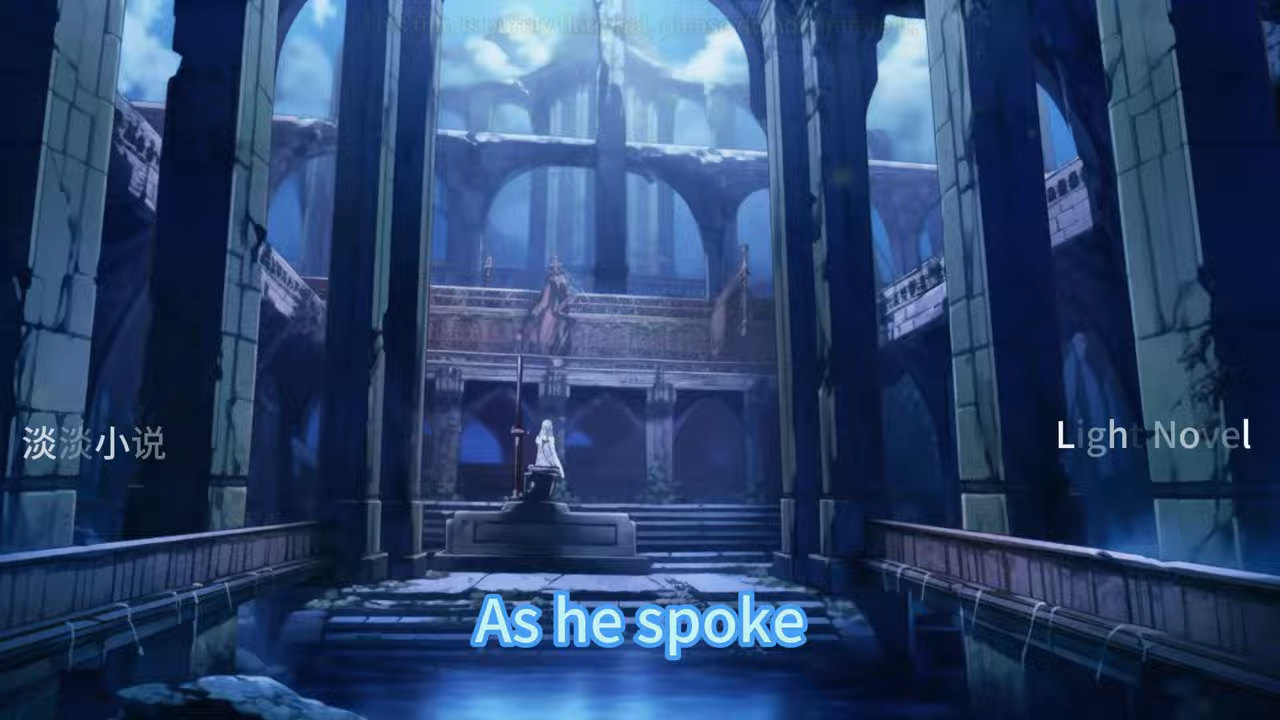 淡淡小说
Light Novel
As he spoke